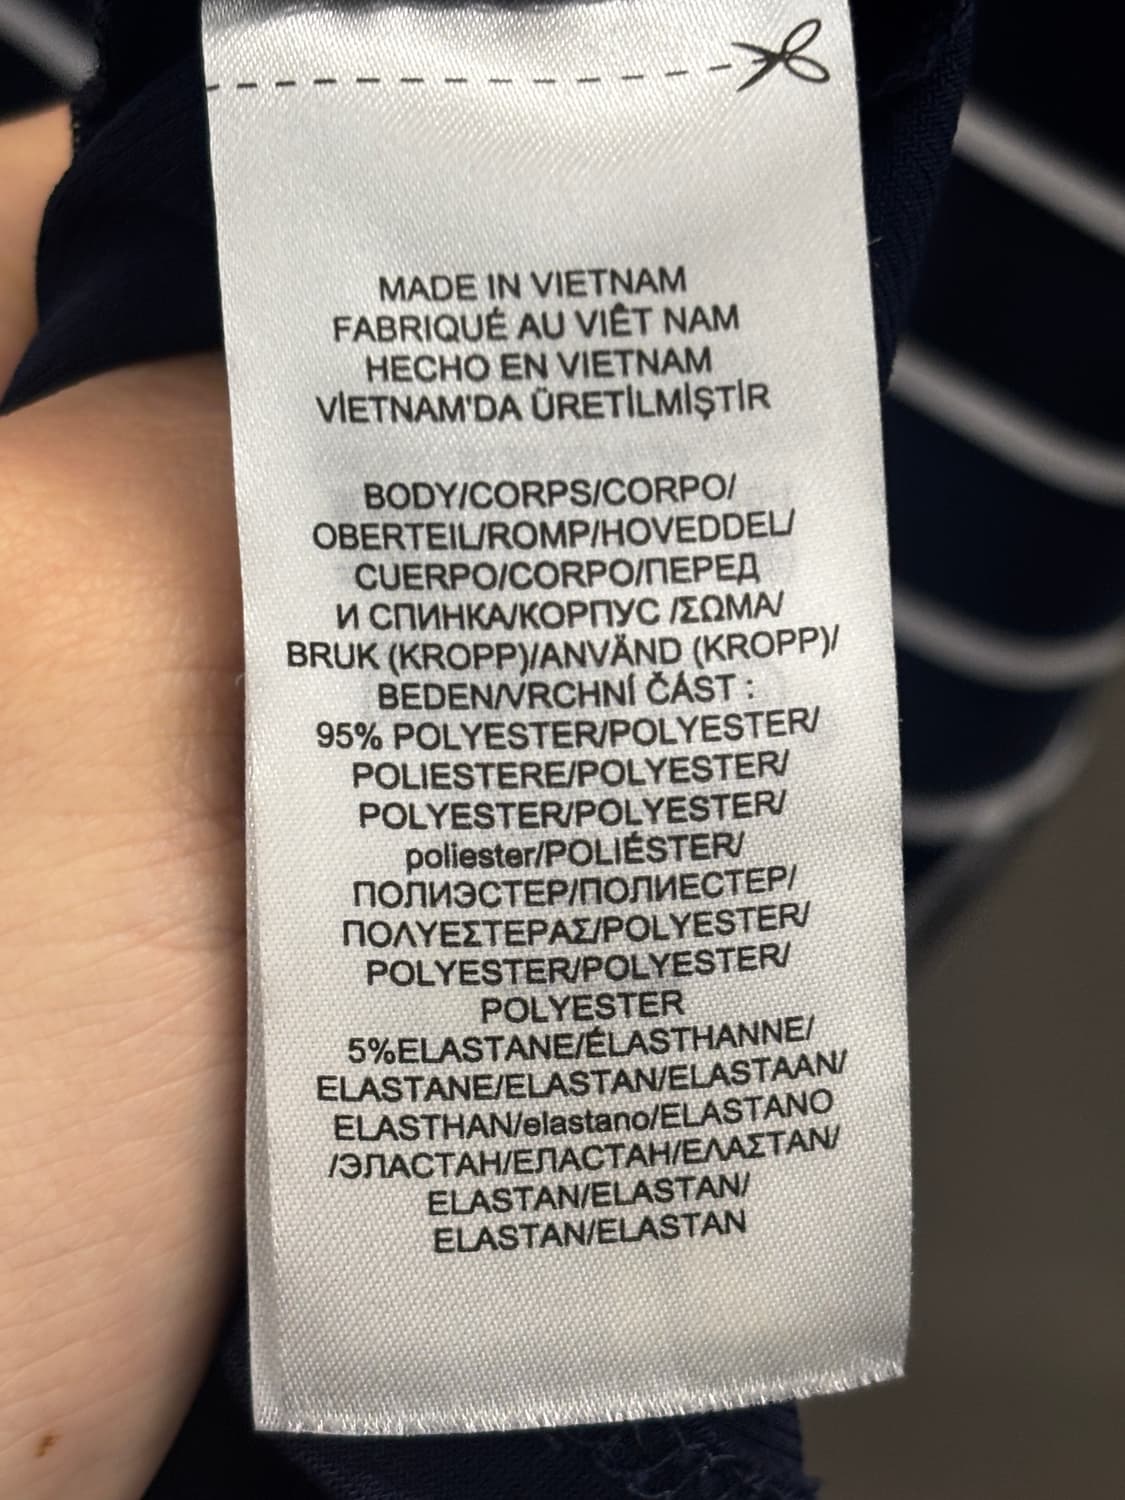 MADE IN VIETNAM
FABRIQUÉ AU VIÊT NAM
HECHO EN VIETNAM
VİETNAM'DA ÜRETİLMİŞTİR
BODY/CORPS/CORPO/
OBERTEIL/ROMP/HOVEDDEL/
CUERPO/CORPO/ПЕРЕД
И СПИНКА/КОРПУС /ΣΩΜΑ/
BRUK (KROPP)/ANVÄND (KROPP)/
BEDEN/VRCHNÍ ČÁST :
95% POLYESTER/POLYESTER/
POLIESTERE/POLYESTER/
POLYESTER/POLYESTER/
poliester/POLIÉSTER/
ПОЛИЭСТЕР/ПОЛИЕСТЕР/
ΠΟΛΥΕΣΤΕΡΑΣ/POLYESTER/
POLYESTER/POLYESTER/
POLYESTER
5%ELASTANE/ÉLASTHANNE/
ELASTANE/ELASTAN/ELASTAAN/
ELASTHAN/elastano/ELASTANO
/ЭЛАСТАН/ЕЛАСТАН/ΕΛΑΣΤΑΝ/
ELASTAN/ELASTAN/
ELASTAN/ELASTAN